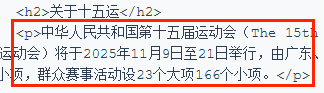 <h2>关于十五运</h2>
<p>中华人民共和国第十五届运动会（The 15th
运动会）将于2025年11月9日至21日举行，由广东、
小项，群众赛事活动设23个大项166个小项。</p>